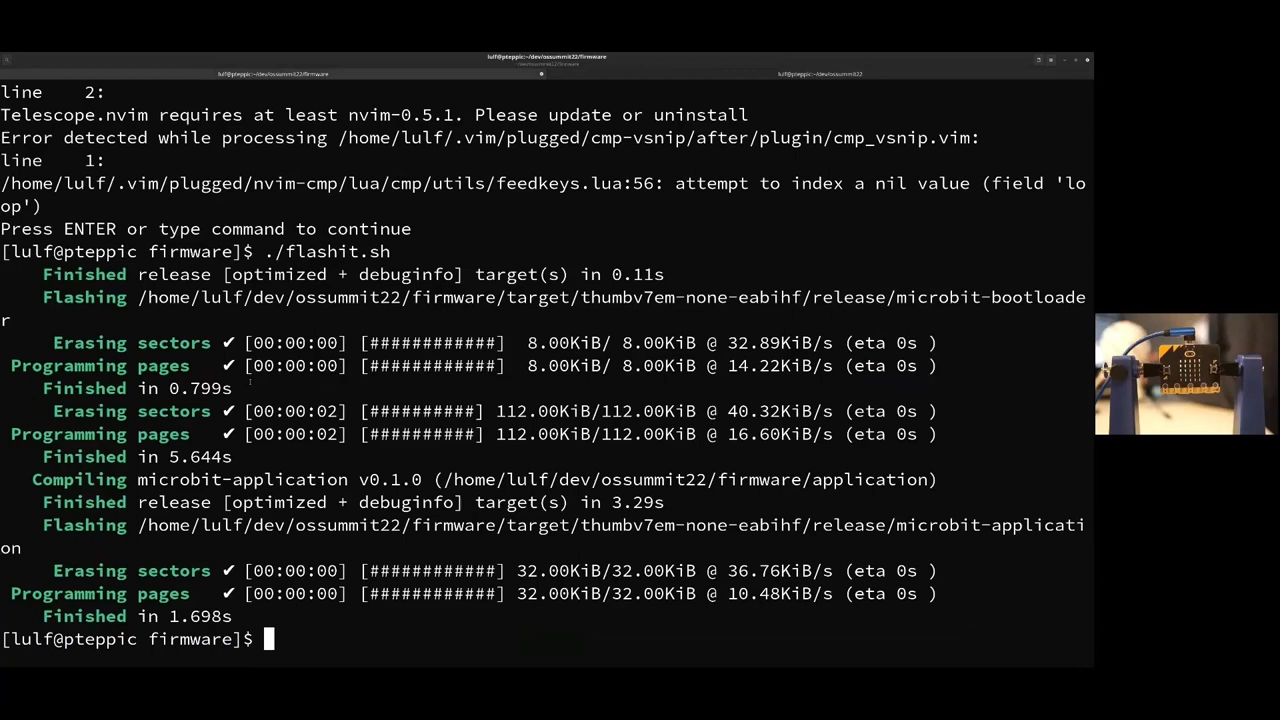 lulf@pteppic:~/dev/ossummit22/firmware
~/dev/ossummit22/firmware
lulf@pteppic:~/dev/ossummit22/firmware
lulf@pteppic:~/dev/ossummit22
line    2:
Telescope.nvim requires at least nvim-0.5.1. Please update or uninstall
Error detected while processing /home/lulf/.vim/plugged/cmp-vsnip/after/plugin/cmp_vsnip.vim:
line    1:
/home/lulf/.vim/plugged/nvim-cmp/lua/cmp/utils/feedkeys.lua:56: attempt to index a nil value (field 'lo
op')
Press ENTER or type command to continue
[lulf@pteppic firmware]$ ./flashit.sh
    Finished release [optimized + debuginfo] target(s) in 0.11s
    Flashing /home/lulf/dev/ossummit22/firmware/target/thumbv7em-none-eabihf/release/microbit-bootloade
r
     Erasing sectors ✔ [00:00:00] [############]  8.00KiB/ 8.00KiB @ 32.89KiB/s (eta 0s )
 Programming pages   ✔ [00:00:00] [############]  8.00KiB/ 8.00KiB @ 14.22KiB/s (eta 0s )
    Finished in 0.799s
     Erasing sectors ✔ [00:00:02] [##########] 112.00KiB/112.00KiB @ 40.32KiB/s (eta 0s )
 Programming pages   ✔ [00:00:02] [##########] 112.00KiB/112.00KiB @ 16.60KiB/s (eta 0s )
    Finished in 5.644s
   Compiling microbit-application v0.1.0 (/home/lulf/dev/ossummit22/firmware/application)
    Finished release [optimized + debuginfo] target(s) in 3.29s
    Flashing /home/lulf/dev/ossummit22/firmware/target/thumbv7em-none-eabihf/release/microbit-applicati
on
     Erasing sectors ✔ [00:00:00] [############] 32.00KiB/32.00KiB @ 36.76KiB/s (eta 0s )
 Programming pages   ✔ [00:00:00] [############] 32.00KiB/32.00KiB @ 10.48KiB/s (eta 0s )
    Finished in 1.698s
[lulf@pteppic firmware]$